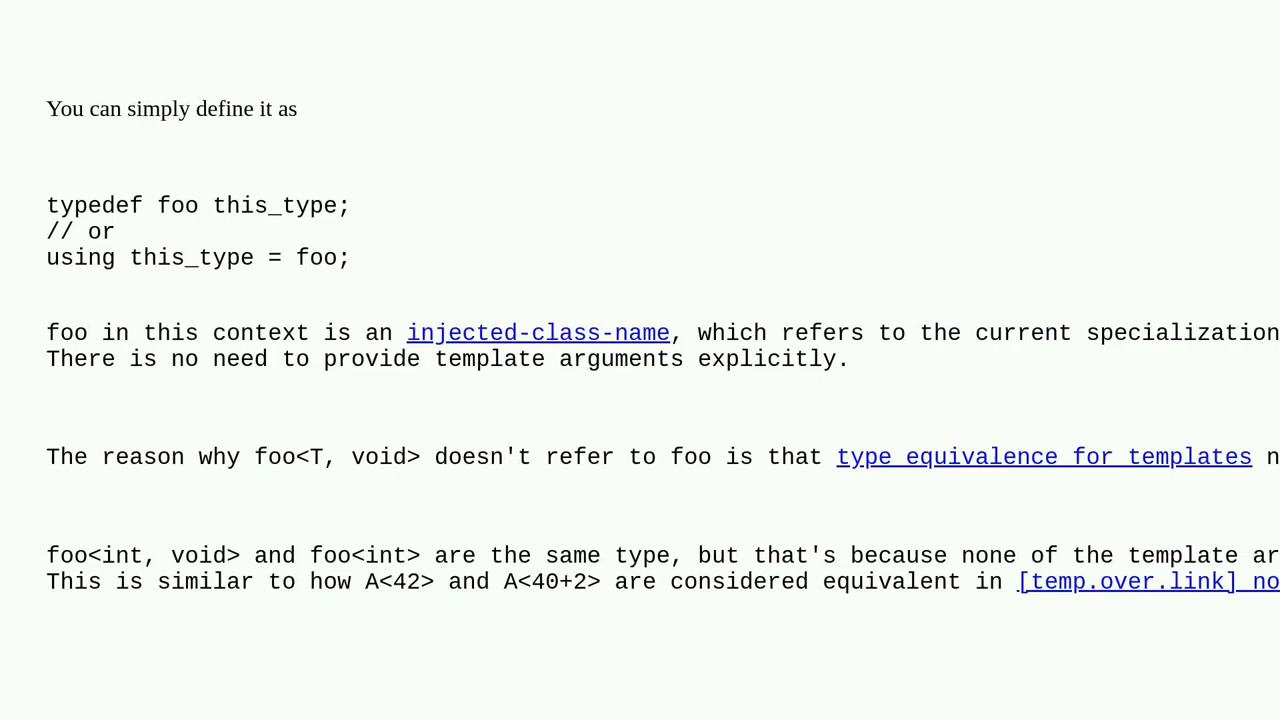 You can simply define it as
typedef foo this_type;
// or
using this_type = foo;
foo in this context is an injected-class-name, which refers to the current specialization
There is no need to provide template arguments explicitly.
The reason why foo<T, void> doesn't refer to foo is that type equivalence for templates n
foo<int, void> and foo<int> are the same type, but that's because none of the template ar
This is similar to how A<42> and A<40+2> are considered equivalent in [temp.over.link] no